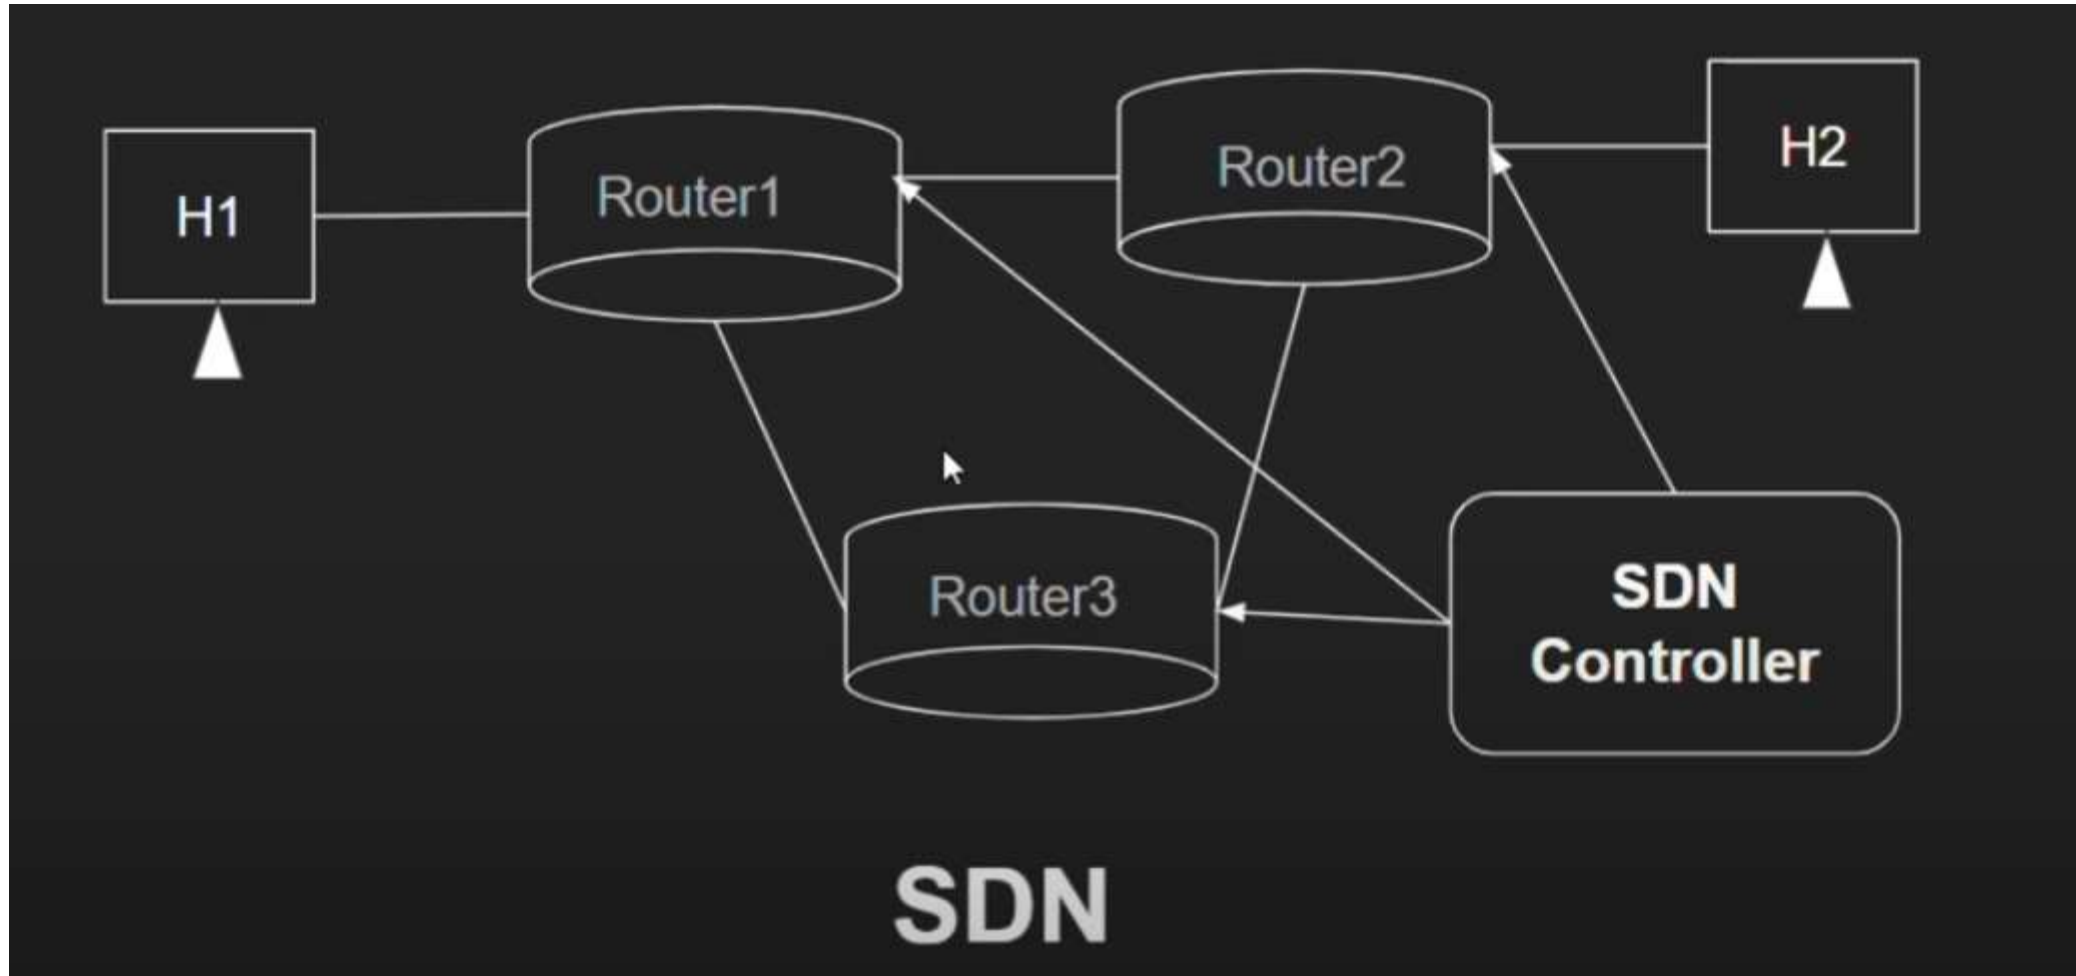 H1
Router1
Router2
H2
Router3
SDN
Controller
SDN